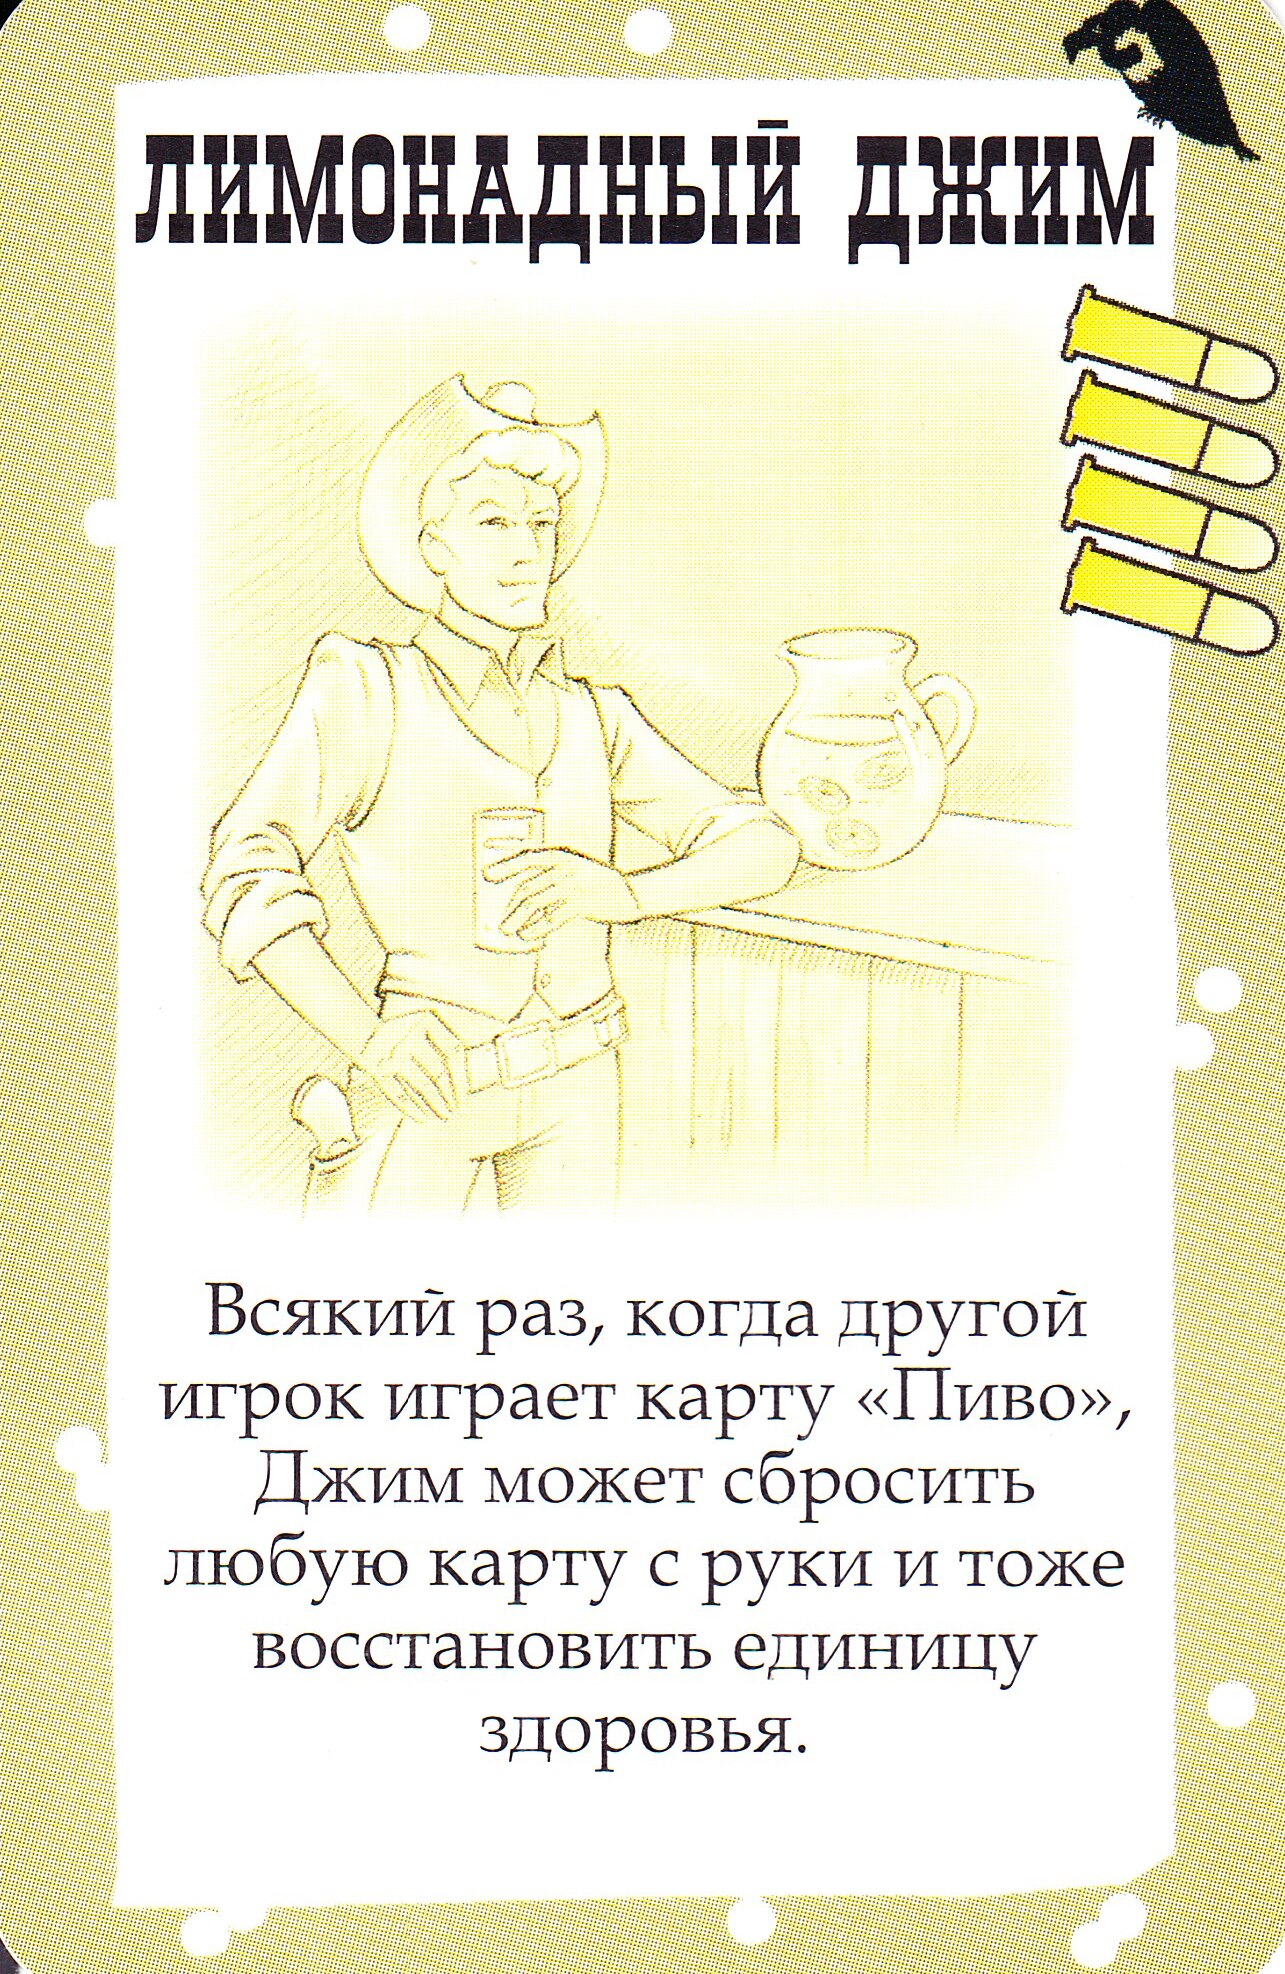 ЛИМОНАДНЫЙ ДЖИМ
Всякий раз, когда другой
игрок играет карту «Пиво»,
Джим может сбросить
любую карту с руки и тоже
восстановить единицу
здоровья.